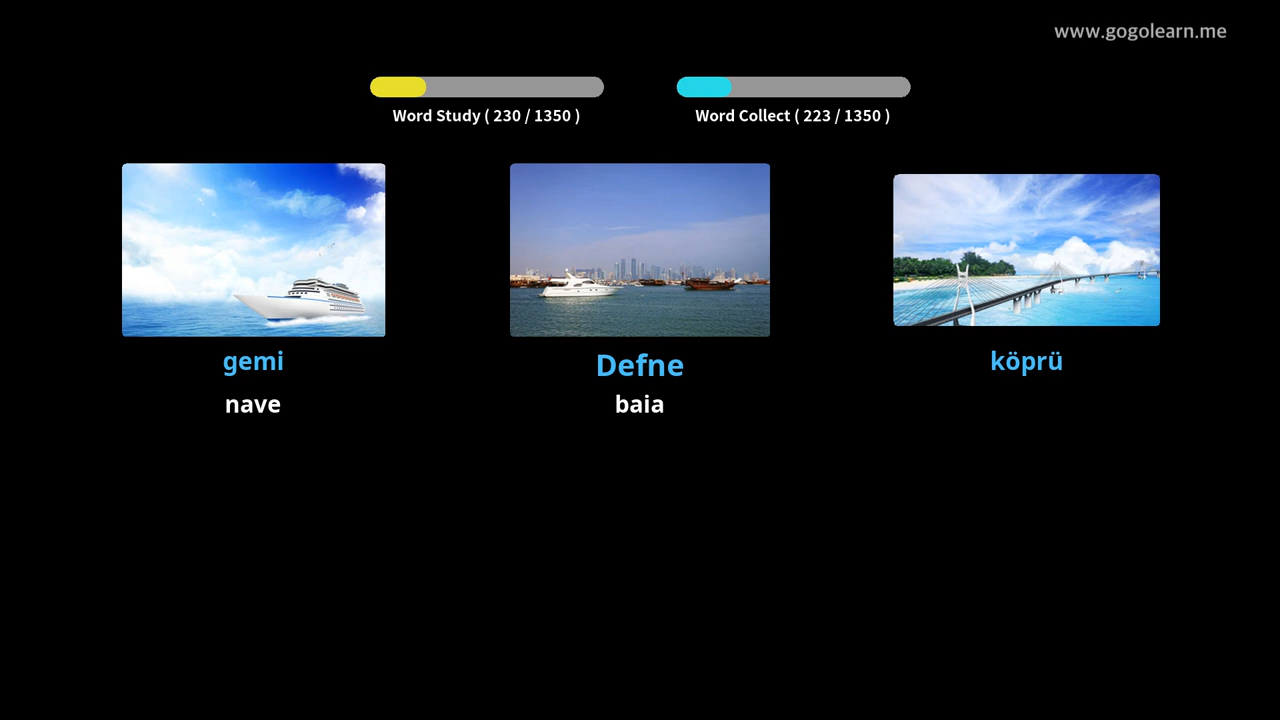 www.gogolearn.me
Word Study ( 230 / 1350 )
Word Collect ( 223 / 1350 )
gemi
Defne
köprü
nave
baia